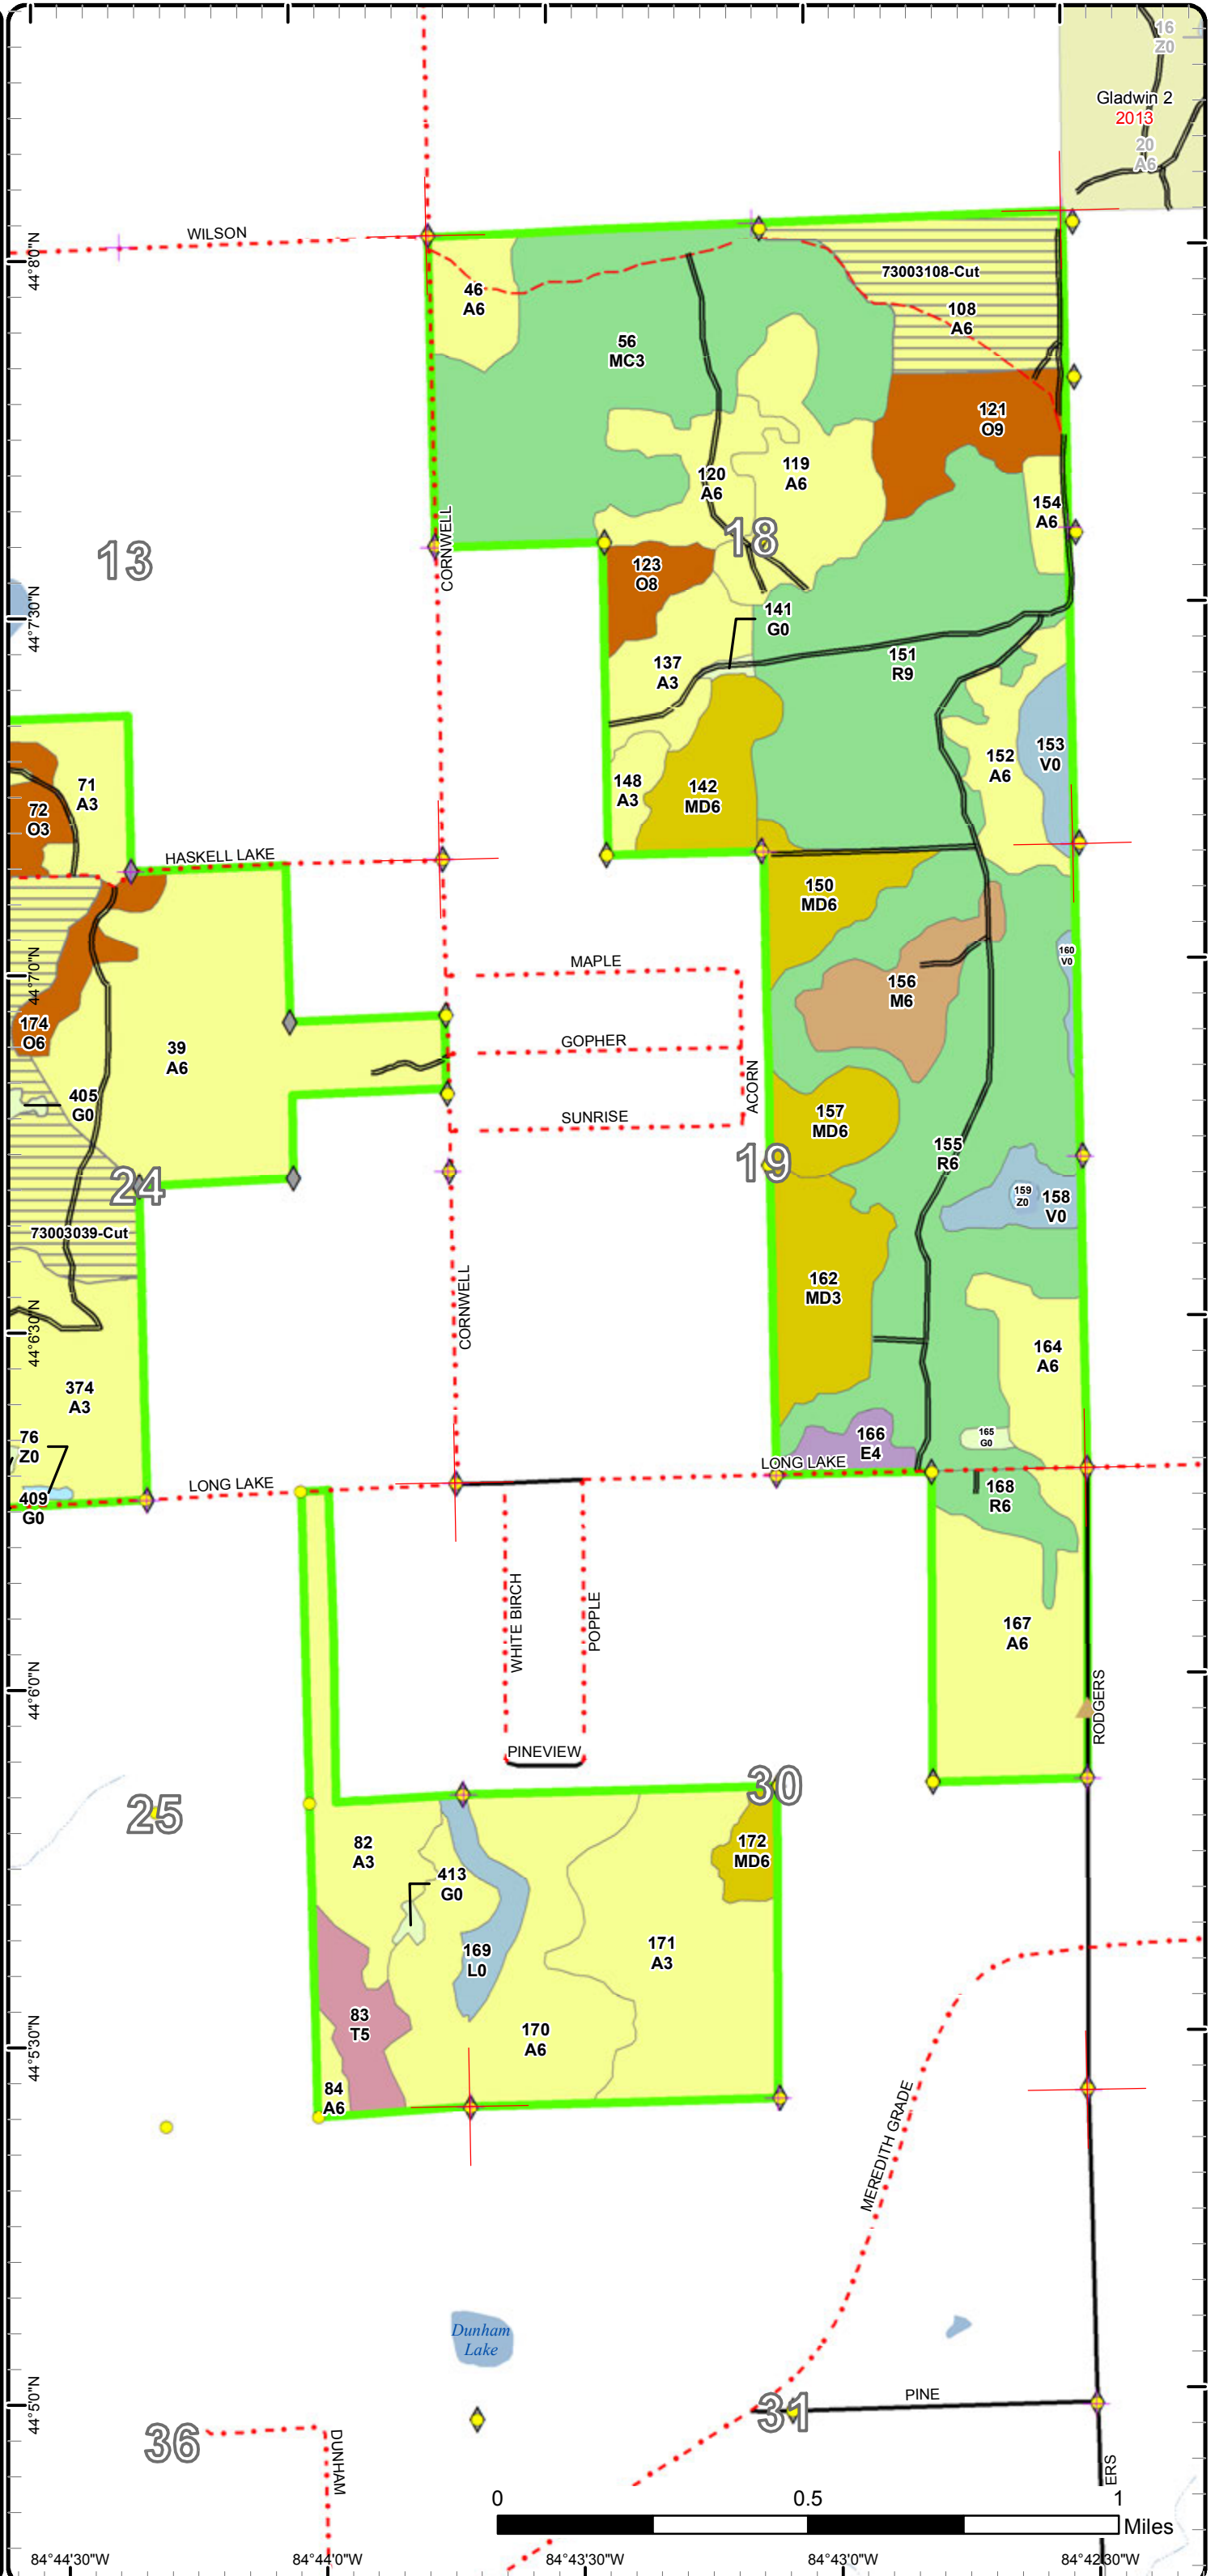 16
Z0
Gladwin 2
2013
20
A6
WILSON
44°8'0"N
73003108-Cut
46
A6
108
A6
56
MC3
121
O9
119
A6
120
A6
154
A6
CORNWELL
18
13
123
O8
44°7'30"N
141
G0
137
A3
151
R9
153
V0
152
A6
71
A3
148
A3
142
MD6
72
O3
HASKELL LAKE
150
MD6
160
V0
MAPLE
44°7'0"N
156
M6
174
O6
GOPHER
39
A6
405
G0
ACORN
SUNRISE
157
MD6
155
R6
19
24
159
Z0
158
V0
73003039-Cut
162
MD3
CORNWELL
44°6'30"N
164
A6
374
A3
76
Z0
166
E4
165
G0
LONG LAKE
LONG LAKE
409
G0
168
R6
WHITE BIRCH
POPPLE
167
A6
44°6'0"N
RODGERS
PINEVIEW
30
25
82
A3
172
MD6
413
G0
171
A3
169
L0
83
T5
170
A6
44°5'30"N
84
A6
MEREDITH GRADE
Dunham
Lake
44°5'0"N
PINE
31
36
DUNHAM
ERS
0 0.5 1
Miles
84°44'30"W 84°44'0"W 84°43'30"W 84°43'0"W 84°42'30"W